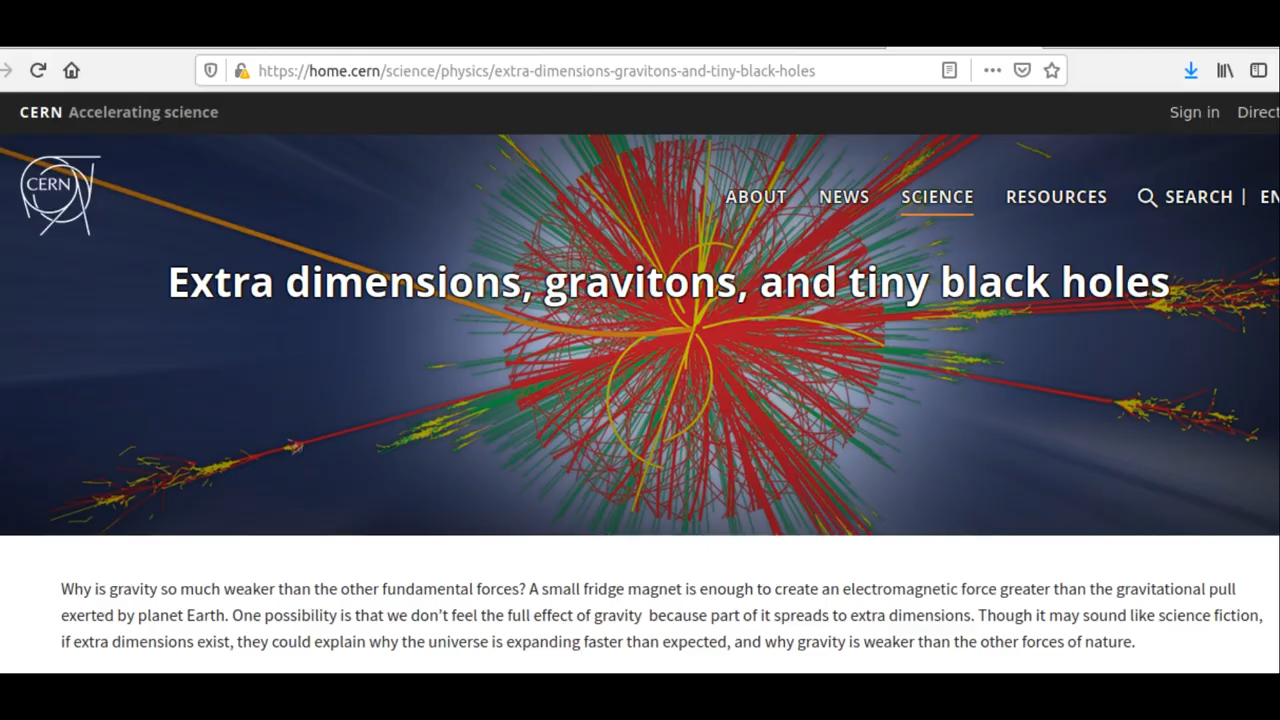 https://home.cern/science/physics/extra-dimensions-gravitons-and-tiny-black-holes
CERN Accelerating science
Sign in Direct
CERN
ABOUT NEWS SCIENCE RESOURCES SEARCH | EN
Extra dimensions, gravitons, and tiny black holes
Why is gravity so much weaker than the other fundamental forces? A small fridge magnet is enough to create an electromagnetic force greater than the gravitational pull
exerted by planet Earth. One possibility is that we don’t feel the full effect of gravity because part of it spreads to extra dimensions. Though it may sound like science fiction,
if extra dimensions exist, they could explain why the universe is expanding faster than expected, and why gravity is weaker than the other forces of nature.